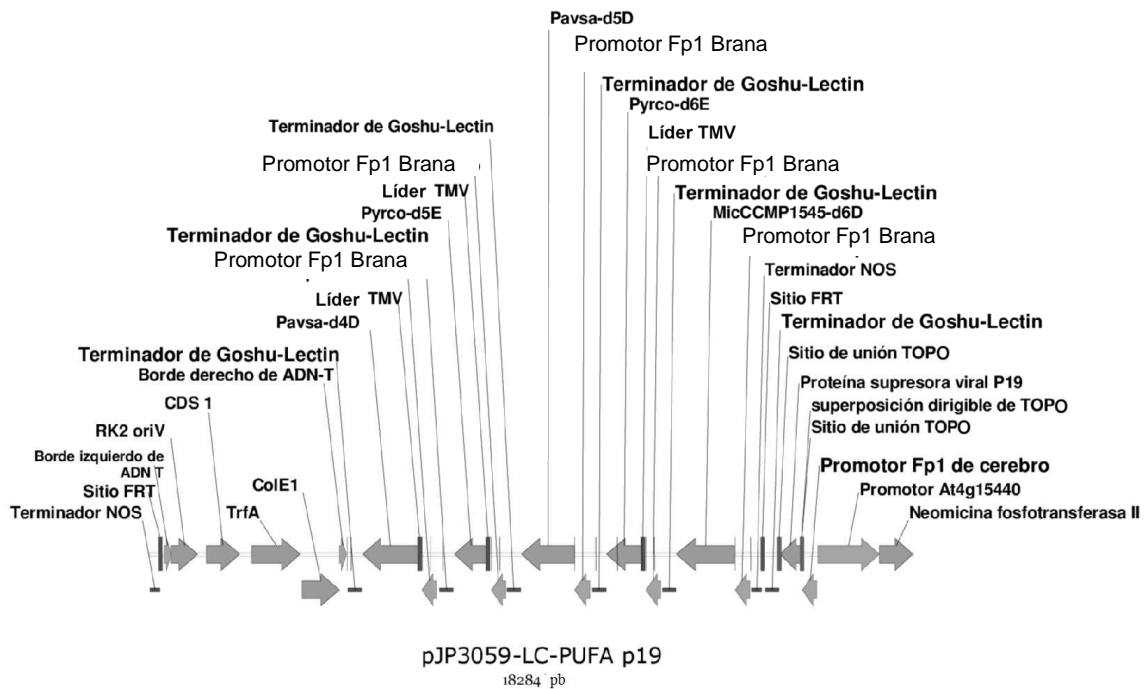 Pavsa-d5D
Promotor Fp1 Brana
Terminador de Goshu-Lectin
Pyrco-d6E
Terminador de Goshu-Lectin
Líder TMV
Promotor Fp1 Brana
Promotor Fp1 Brana
Líder TMV
Terminador de Goshu-Lectin
Pyrco-d5E
MicCCMP1545-d6D
Terminador de Goshu-Lectin
Promotor Fp1 Brana
Promotor Fp1 Brana
Terminador NOS
Líder TMV
Sitio FRT
Pavsa-d4D
Terminador de Goshu-Lectin
Terminador de Goshu-Lectin
Sitio de unión TOPO
Borde derecho de ADN-T
Proteína supresora viral P19
CDS 1
superposición dirigible de TOPO
RK2 oriV
Sitio de unión TOPO
Borde izquierdo de
ADN T
Promotor Fp1 de cerebro
Sitio FRT
ColE1
Promotor At4g15440
Terminador NOS
TrfA
Neomicina fosfotransferasa II
pJP3059-LC-PUFA p19
18284 pb